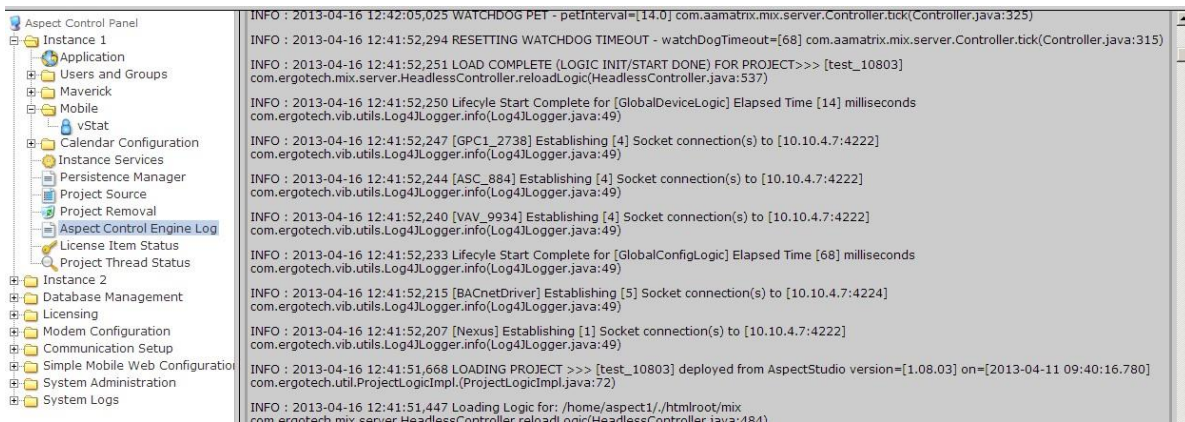 Aspect Control Panel
Instance 1
Application
Users and Groups
Maverick
Mobile
vStat
Calendar Configuration
Instance Services
Persistence Manager
Project Source
Project Removal
Aspect Control Engine Log
License Item Status
Project Thread Status
Instance 2
Database Management
Licensing
Modem Configuration
Communication Setup
Simple Mobile Web Configuration
System Administration
System Logs
INFO : 2013-04-16 12:42:05,025 WATCHDOG PET - petInterval=[14.0] com.aamatrix.mix.server.Controller.tick(Controller.java:325)
INFO : 2013-04-16 12:41:52,294 RESETTING WATCHDOG TIMEOUT - watchDogTimeout=[68] com.aamatrix.mix.server.Controller.tick(Controller.java:315)
INFO : 2013-04-16 12:41:52,251 LOAD COMPLETE (LOGIC INIT/START DONE) FOR PROJECT>>> [test_10803]
com.ergotech.mix.server.HeadlessController.reloadLogic(HeadlessController.java:537)
INFO : 2013-04-16 12:41:52,250 Lifecyle Start Complete for [GlobalDeviceLogic] Elapsed Time [14] milliseconds
com.ergotech.vib.utils.Log4JLogger.info(Log4JLogger.java:49)
INFO : 2013-04-16 12:41:52,247 [GPC1_2738] Establishing [4] Socket connection(s) to [10.10.4.7:4222]
com.ergotech.vib.utils.Log4JLogger.info(Log4JLogger.java:49)
INFO : 2013-04-16 12:41:52,244 [ASC_884] Establishing [4] Socket connection(s) to [10.10.4.7:4222]
com.ergotech.vib.utils.Log4JLogger.info(Log4JLogger.java:49)
INFO : 2013-04-16 12:41:52,240 [VAV_9934] Establishing [4] Socket connection(s) to [10.10.4.7:4222]
com.ergotech.vib.utils.Log4JLogger.info(Log4JLogger.java:49)
INFO : 2013-04-16 12:41:52,233 Lifecyle Start Complete for [GlobalConfigLogic] Elapsed Time [68] milliseconds
com.ergotech.vib.utils.Log4JLogger.info(Log4JLogger.java:49)
INFO : 2013-04-16 12:41:52,215 [BACnetDriver] Establishing [5] Socket connection(s) to [10.10.4.7:4224]
com.ergotech.vib.utils.Log4JLogger.info(Log4JLogger.java:49)
INFO : 2013-04-16 12:41:52,207 [Nexus] Establishing [1] Socket connection(s) to [10.10.4.7:4222]
com.ergotech.vib.utils.Log4JLogger.info(Log4JLogger.java:49)
INFO : 2013-04-16 12:41:51,668 LOADING PROJECT >>> [test_10803] deployed from AspectStudio version=[1.08.03] on=[2013-04-11 09:40:16.780]
com.ergotech.util.ProjectLogicImpl.(ProjectLogicImpl.java:72)
INFO : 2013-04-16 12:41:51,447 Loading Logic for: /home/aspect1/./htmlroot/mix
com.ergotech.mix.server.HeadlessController.reloadLogic(HeadlessController.java:484)